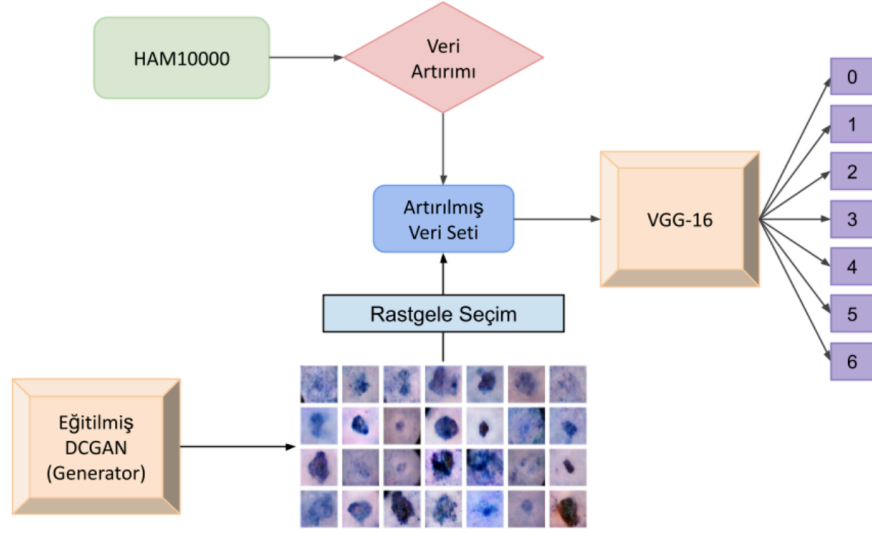 HAM10000
Veri
Artırımı
Artırılmış
Veri Seti
VGG-16
0
1
2
3
4
5
6
Rastgele Seçim
Eğitilmiş
DCGAN
(Generator)